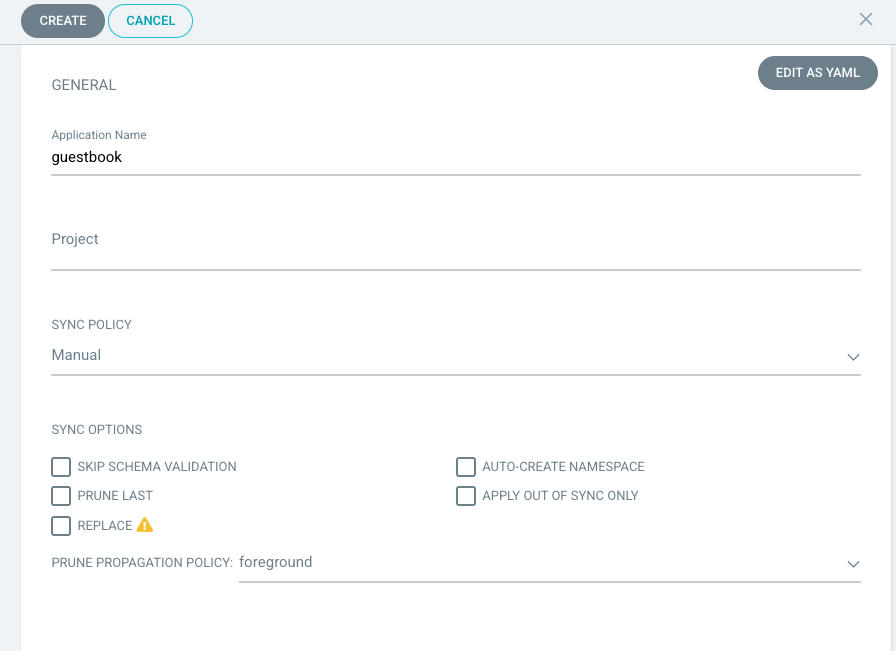 CREATE CANCEL
EDIT AS YAML
GENERAL
Application Name
guestbook
Project
SYNC POLICY
Manual
SYNC OPTIONS
SKIP SCHEMA VALIDATION AUTO-CREATE NAMESPACE
PRUNE LAST APPLY OUT OF SYNC ONLY
REPLACE
PRUNE PROPAGATION POLICY: foreground